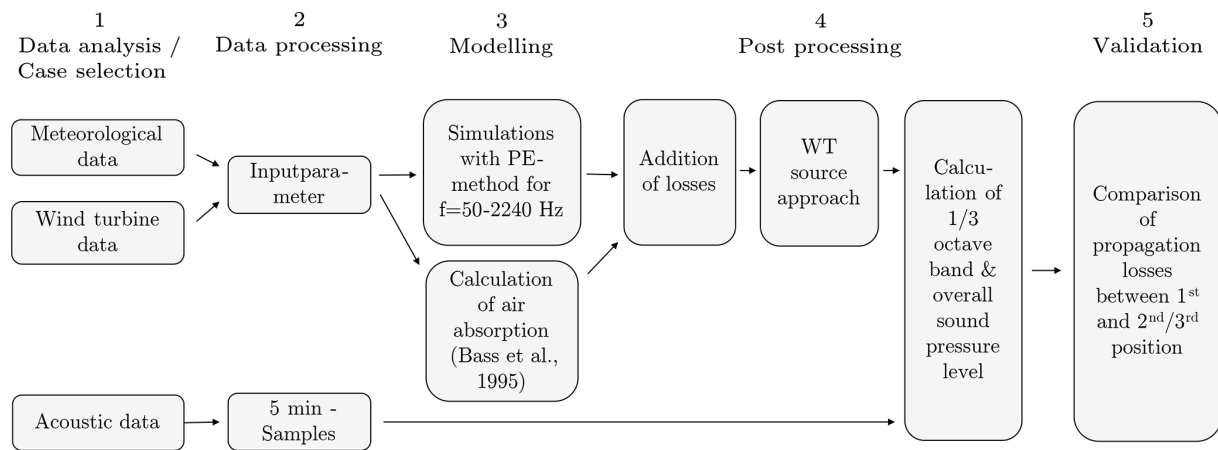 1
Data analysis /
Case selection
2
Data processing
3
Modelling
4
Post processing
5
Validation
Meteorological
data
Wind turbine
data
Acoustic data
Inputpara-
meter
5 min -
Samples
Simulations
with PE-
method for
f=50-2240 Hz
Calculation
of air
absorption
(Bass et al.,
1995)
Addition
of losses
WT
source
approach
Calcu-
lation of
1/3
octave
band &
overall
sound
pressure
level
Comparison
of
propagation
losses
between 1st
and 2nd/3rd
position